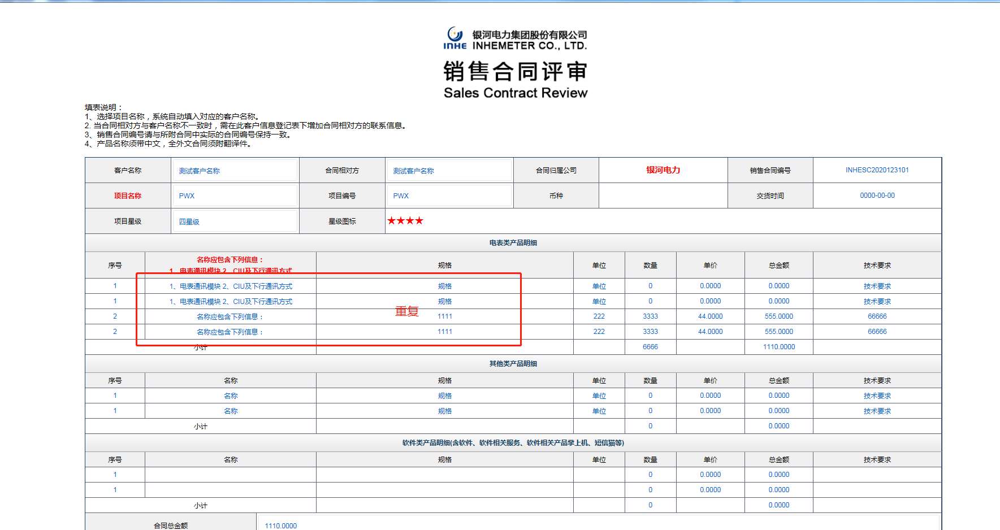 银河电力集团股份有限公司
INHE INHEMETER CO., LTD.
销售合同评审
Sales Contract Review
填表说明：
1、选择项目名称，系统自动填入对应的客户名称。
2. 当合同相对方与客户名称不一致时，需在此客户信息登记表下增加合同相对方的联系信息。
3、销售合同编号请与所附合同中实际的合同编号保持一致。
4、产品名称须带中文，全外文合同须附翻译件。
客户名称 测试客户名称 合同相对方 测试客户名称 合同归属公司 银河电力 销售合同编号 INHESC2020123101
项目名称 PWX 项目编号 PWX 币种 交货时间 0000-00-00
项目星级 四星级 星级图标 ★★★★
电表类产品明细
序号 名称应包含下列信息： 规格 单位 数量 单价 总金额 技术要求
1、电表通讯模块 2、CIU及下行通讯方式
1 1、电表通讯模块 2、CIU及下行通讯方式 规格 单位 0 0.0000 0.0000 技术要求
1 1、电表通讯模块 2、CIU及下行通讯方式 规格 单位 0 0.0000 0.0000 技术要求
重复
2 名称应包含下列信息： 1111 222 3333 44.0000 555.0000 66666
2 名称应包含下列信息： 1111 222 3333 44.0000 555.0000 66666
小计 6666 1110.0000
其他类产品明细
序号 名称 规格 单位 数量 单价 总金额 技术要求
1 名称 规格 单位 0 0.0000 0.0000 技术要求
1 名称 规格 单位 0 0.0000 0.0000 技术要求
小计 0 0.0000
软件类产品明细(含软件、软件相关服务、软件相关产品掌上机、短信猫等)
序号 名称 规格 单位 数量 单价 总金额 技术要求
1 0 0.0000 0.0000
1 0 0.0000 0.0000
小计 0 0.0000
合同总金额 1110.0000